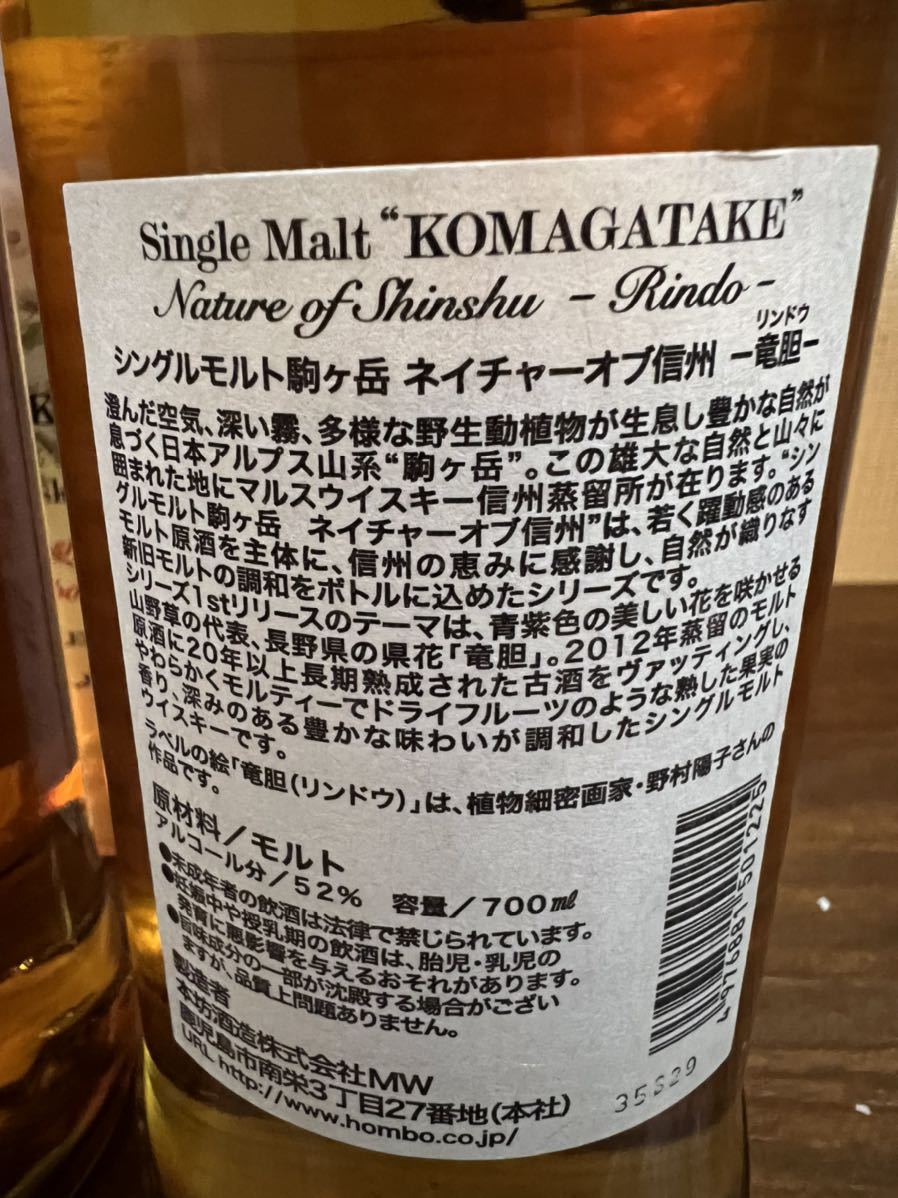 Single Malt “KOMAGATAKE”
Nature of Shinshu - Rindo -
リンドウ
シングルモルト駒ヶ岳 ネイチャーオブ信州 ー竜胆ー
澄んだ空気、深い霧、多様な野生動植物が生息し豊かな自然が
息づく日本アルプス山系“駒ヶ岳”。この雄大な自然と山々に
囲まれた地にマルスウイスキー信州蒸留所が在ります。“シン
グルモルト駒ヶ岳 ネイチャーオブ信州”は、若く躍動感のある
モルト原酒を主体に、信州の恵みに感謝し、自然が織りなす
新旧モルトの調和をボトルに込めたシリーズです。
シリーズ1stリリースのテーマは、青紫色の美しい花を咲かせる
山野草の代表、長野県の県花「竜胆」。2012年蒸留のモルト
原酒に20年以上長期熟成された古酒をヴァッティングし、
やわらかくモルティーでドライフルーツのような熟した果実の
香り、深みのある豊かな味わいが調和したシングルモルト
ウイスキーです。
ラベルの絵「竜胆(リンドウ)」は、植物細密画家・野村陽子さんの
作品です。
原材料/モルト
アルコール分/52% 容量/700ml
●未成年者の飲酒は法律で禁じられています。
●妊娠中や授乳期の飲酒は、胎児・乳児の
発育に悪影響を与えるおそれがあります。
●旨味成分の一部が沈殿する場合がござい
ますが、品質上問題ありません。
製造者
本坊酒造株式会社MW
鹿児島市南栄3丁目27番地(本社)
URL http://www.hombo.co.jp/
4 976881 501225
35S29